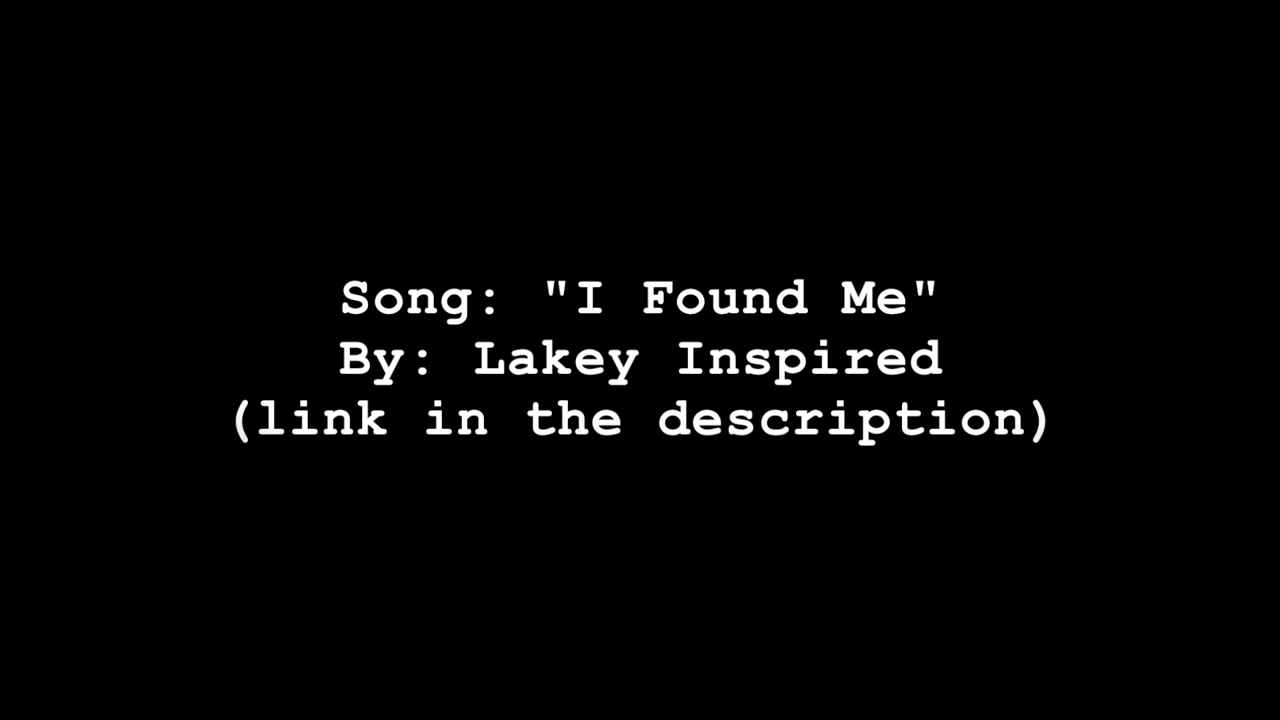 Song: "I Found Me"
By: Lakey Inspired
(link in the description)